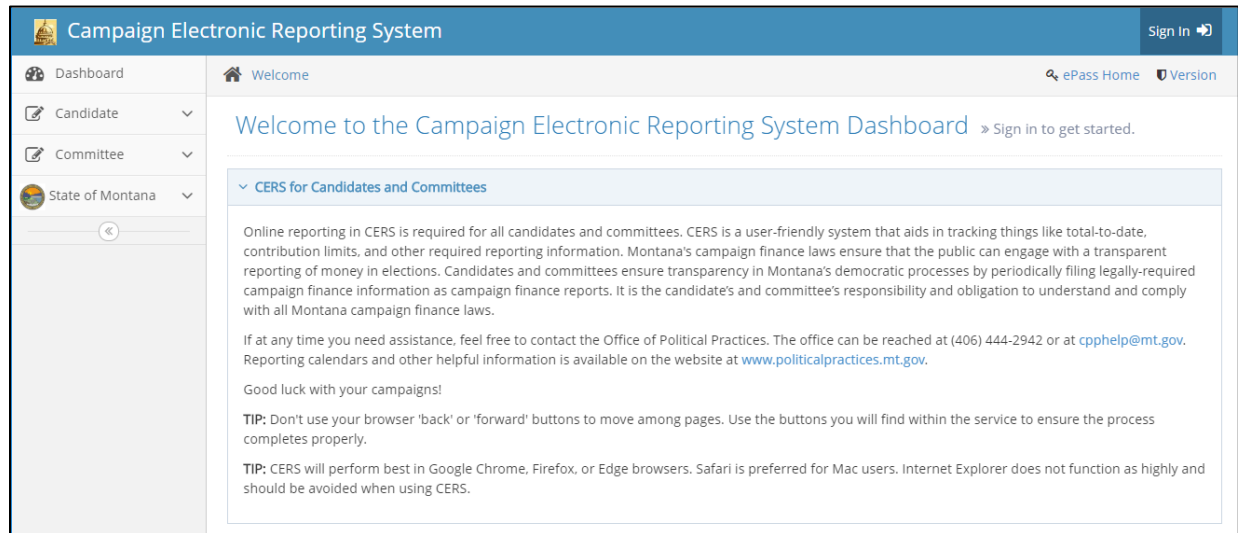 Campaign Electronic Reporting System
Sign In
Dashboard
Welcome
ePass Home
Version
Candidate
Committee
State of Montana
Welcome to the Campaign Electronic Reporting System Dashboard » Sign in to get started.
CERS for Candidates and Committees
Online reporting in CERS is required for all candidates and committees. CERS is a user-friendly system that aids in tracking things like total-to-date,
contribution limits, and other required reporting information. Montana's campaign finance laws ensure that the public can engage with a transparent
reporting of money in elections. Candidates and committees ensure transparency in Montana's democratic processes by periodically filing legally-required
campaign finance information as campaign finance reports. It is the candidate's and committee's responsibility and obligation to understand and comply
with all Montana campaign finance laws.
If at any time you need assistance, feel free to contact the Office of Political Practices. The office can be reached at (406) 444-2942 or at cpphelp@mt.gov.
Reporting calendars and other helpful information is available on the website at www.politicalpractices.mt.gov.
Good luck with your campaigns!
TIP: Don't use your browser 'back' or 'forward' buttons to move among pages. Use the buttons you will find within the service to ensure the process
completes properly.
TIP: CERS will perform best in Google Chrome, Firefox, or Edge browsers. Safari is preferred for Mac users. Internet Explorer does not function as highly and
should be avoided when using CERS.